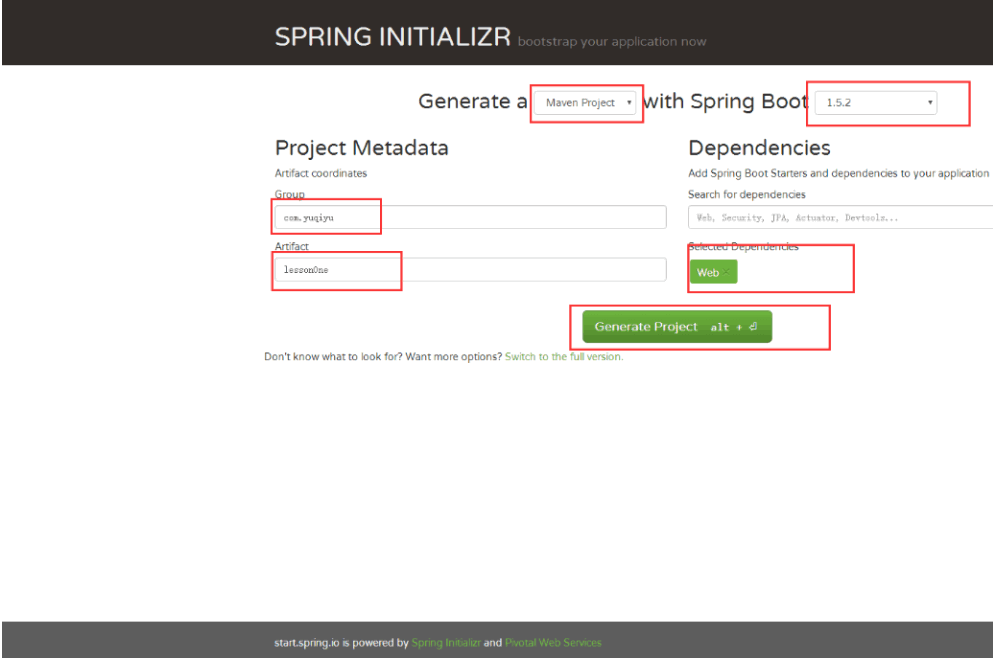 SPRING INITIALIZR bootstrap your application now
Generate a Maven Project with Spring Boot 1.5.2
Project Metadata
Artifact coordinates
Group
com.yuqiyu
Artifact
lessonOne
Dependencies
Add Spring Boot Starters and dependencies to your application
Search for dependencies
Web, Security, JPA, Actuator, Devtools...
Selected Dependencies
Web ×
Generate Project alt + ⏎
Don't know what to look for? Want more options? Switch to the full version.
start.spring.io is powered by Spring Initializr and Pivotal Web Services